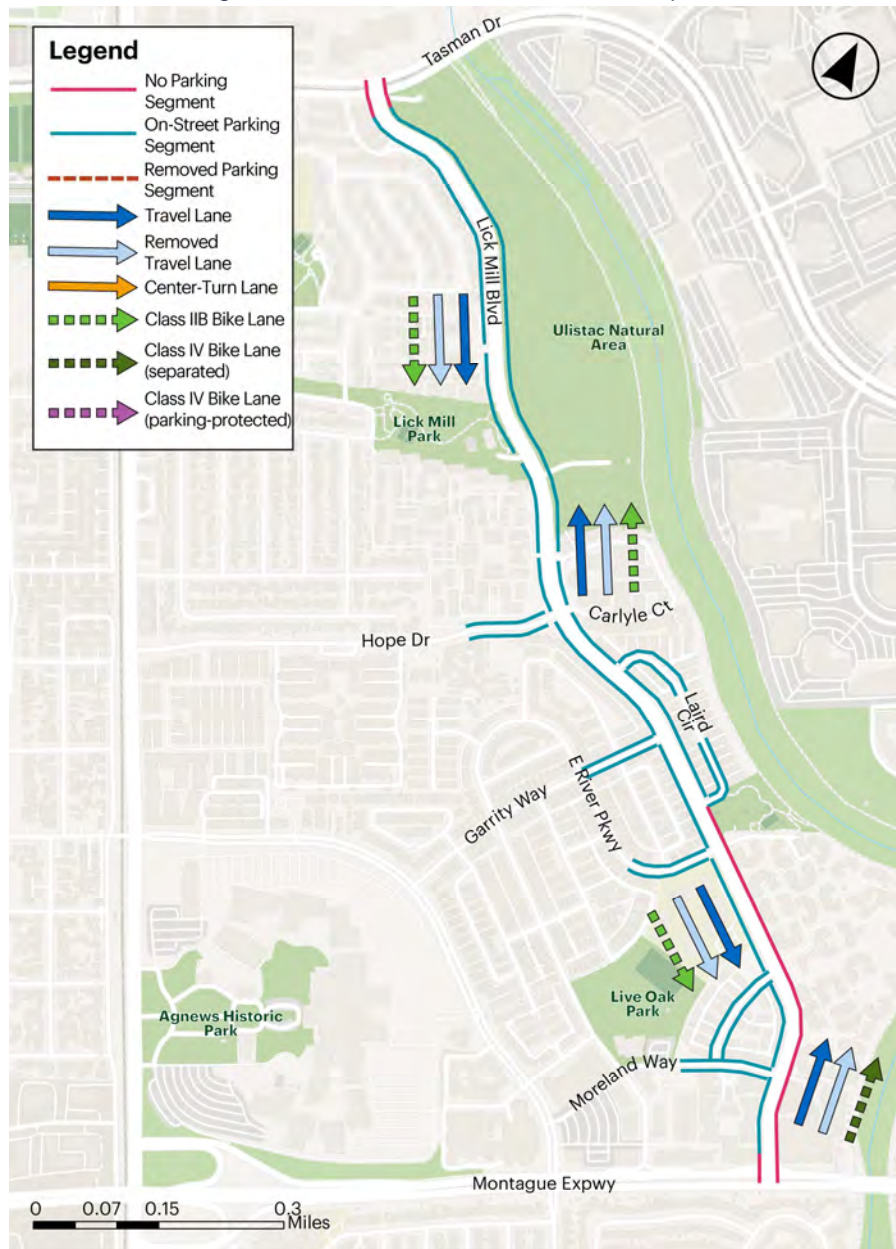 Legend
No Parking
Segment
On-Street Parking
Segment
Removed Parking
Segment
Travel Lane
Removed
Travel Lane
Center-Turn Lane
Class IIB Bike Lane
Class IV Bike Lane
(separated)
Class IV Bike Lane
(parking-protected)
Tasman Dr
Lick Mill Blvd
Ulistac Natural
Area
Lick Mill
Park
Carlyle Ct
Hope Dr
Laird
Cir
E River Pkwy
Garrity Way
Live Oak
Park
Agnews Historic
Park
Moreland Way
Montague Expwy
0 0.07 0.15 0.3
Miles